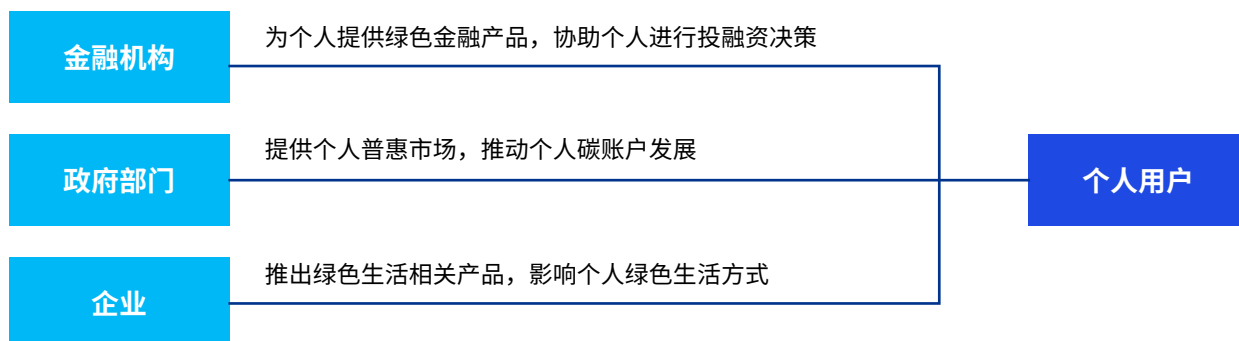 金融机构
为个人提供绿色金融产品，协助个人进行投融资决策
政府部门
提供个人普惠市场，推动个人碳账户发展
个人用户
企业
推出绿色生活相关产品，影响个人绿色生活方式